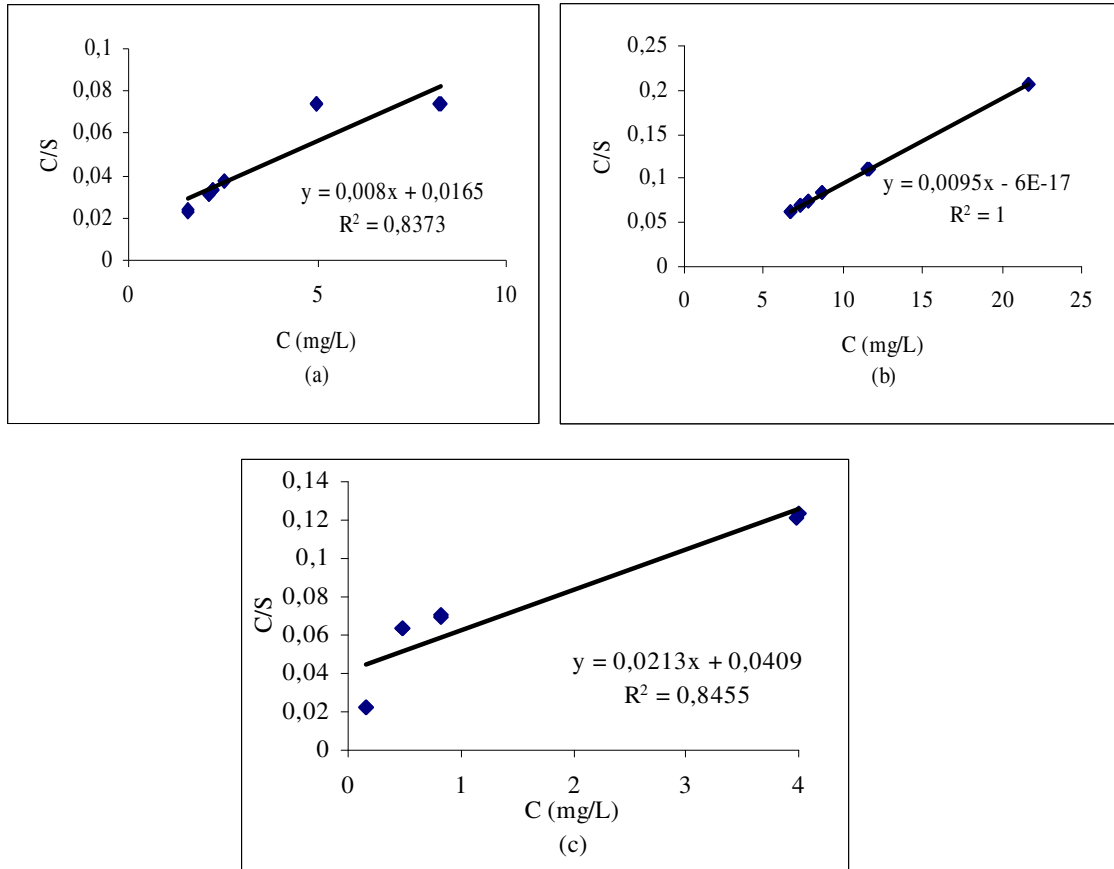 0,1
0,08
0,06
0,04
0,02
0
C/S
y = 0,008x + 0,0165
R² = 0,8373
0 5 10
C (mg/L)
(a)
0,25
0,2
0,15
0,1
0,05
0
C/S
y = 0,0095x - 6E-17
R² = 1
0 5 10 15 20 25
C (mg/L)
(b)
0,14
0,12
0,1
0,08
0,06
0,04
0,02
0
C/S
y = 0,0213x + 0,0409
R² = 0,8455
0 1 2 3 4
C (mg/L)
(c)